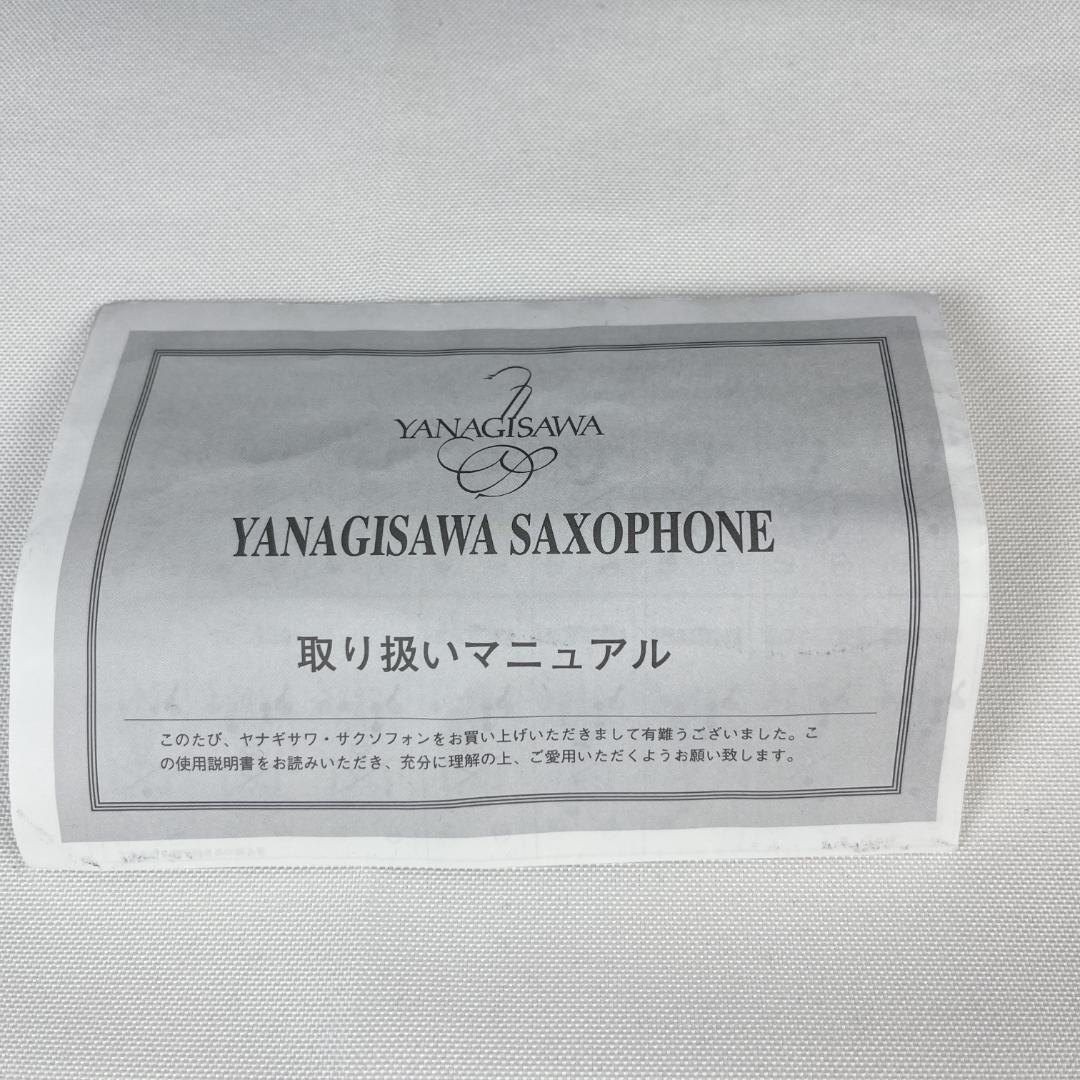 YANAGISAWA
YANAGISAWA SAXOPHONE
取り扱いマニュアル
このたび、ヤナギサワ・サクソフォンをお買い上げいただきまして有難うございました。こ
の使用説明書をお読みいただき、充分に理解の上、ご愛用いただくようお願い致します。